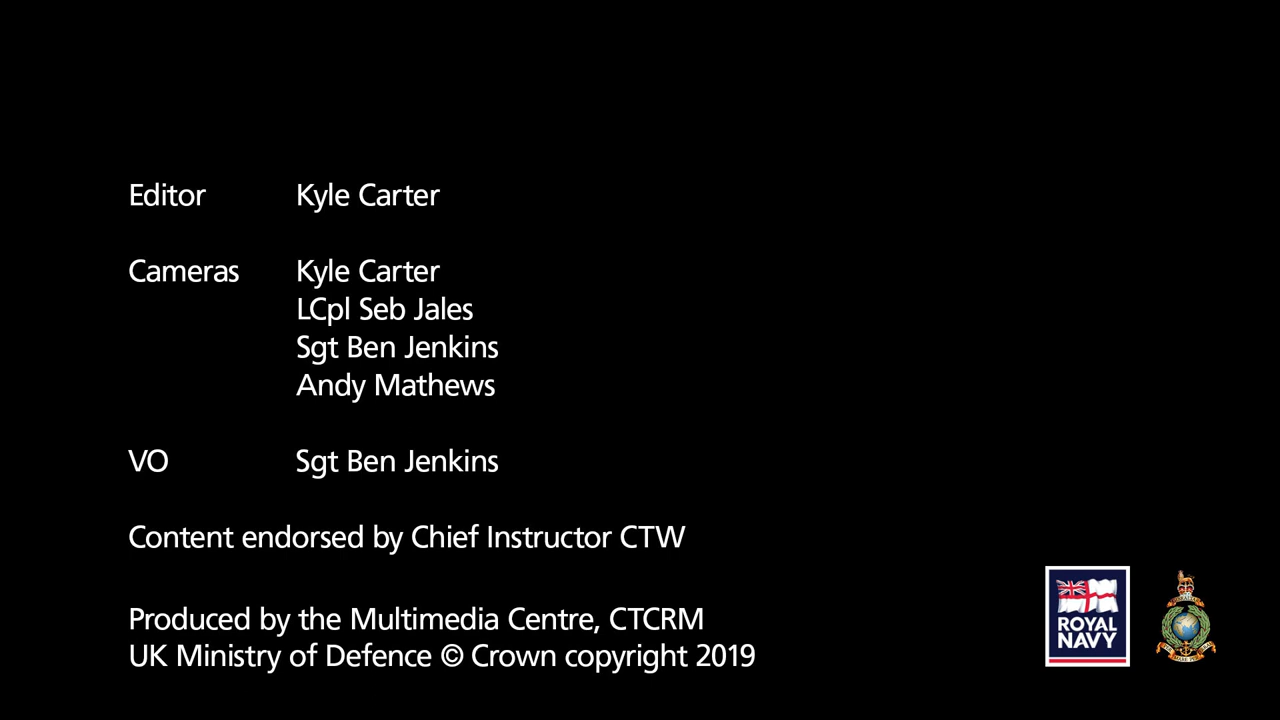 Editor Kyle Carter
Cameras Kyle Carter
LCpl Seb Jales
Sgt Ben Jenkins
Andy Mathews
VO Sgt Ben Jenkins
Content endorsed by Chief Instructor CTW
Produced by the Multimedia Centre, CTCRM
UK Ministry of Defence © Crown copyright 2019
ROYAL
NAVY